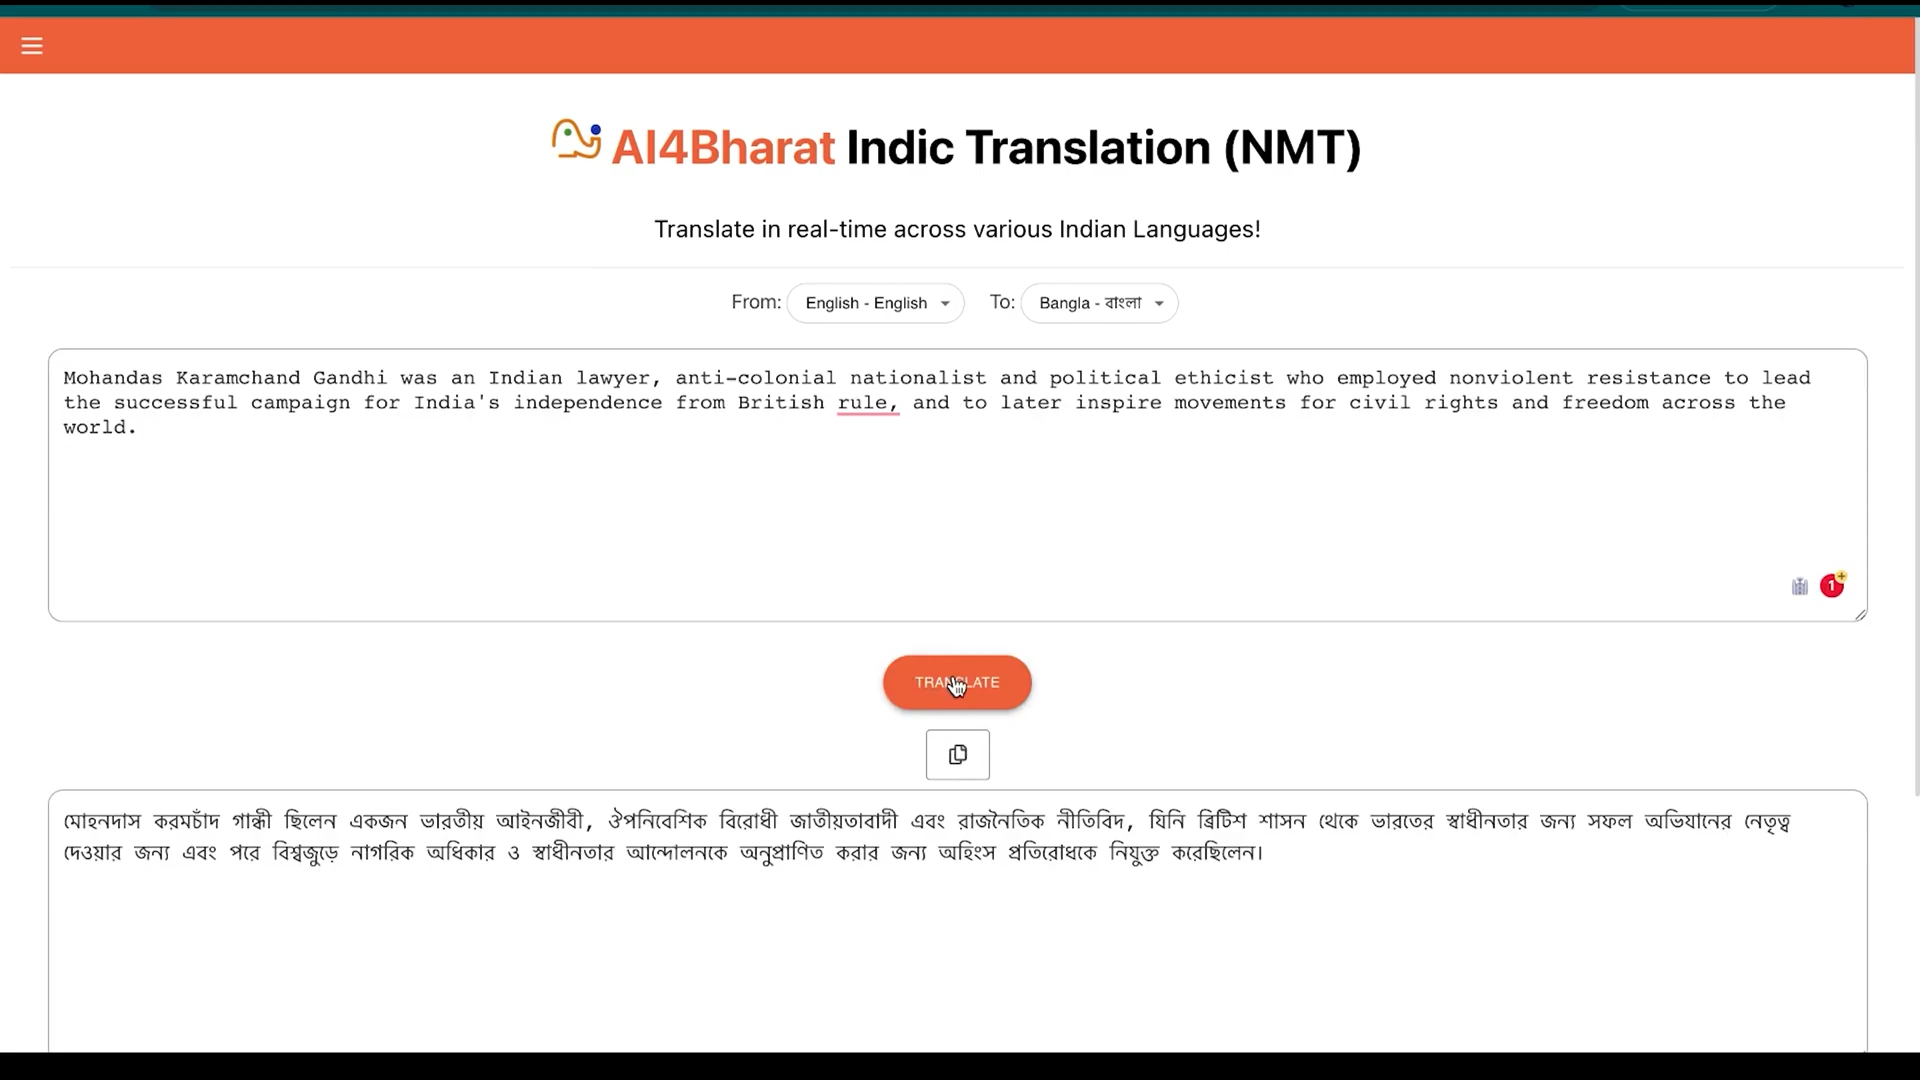 AI4Bharat Indic Translation (NMT)
Translate in real-time across various Indian Languages!
From: English - English To: Bangla - বাংলা
Mohandas Karamchand Gandhi was an Indian lawyer, anti-colonial nationalist and political ethicist who employed nonviolent resistance to lead
the successful campaign for India's independence from British rule, and to later inspire movements for civil rights and freedom across the
world.
1
TRANSLATE
মোহনদাস করমচাঁদ গান্ধী ছিলেন একজন ভারতীয় আইনজীবী, ঔপনিবেশিক বিরোধী জাতীয়তাবাদী এবং রাজনৈতিক নীতিবিদ, যিনি ব্রিটিশ শাসন থেকে ভারতের স্বাধীনতার জন্য সফল অভিযানের নেতৃত্ব
দেওয়ার জন্য এবং পরে বিশ্বজুড়ে নাগরিক অধিকার ও স্বাধীনতার আন্দোলনকে অনুপ্রাণিত করার জন্য অহিংস প্রতিরোধকে নিযুক্ত করেছিলেন।